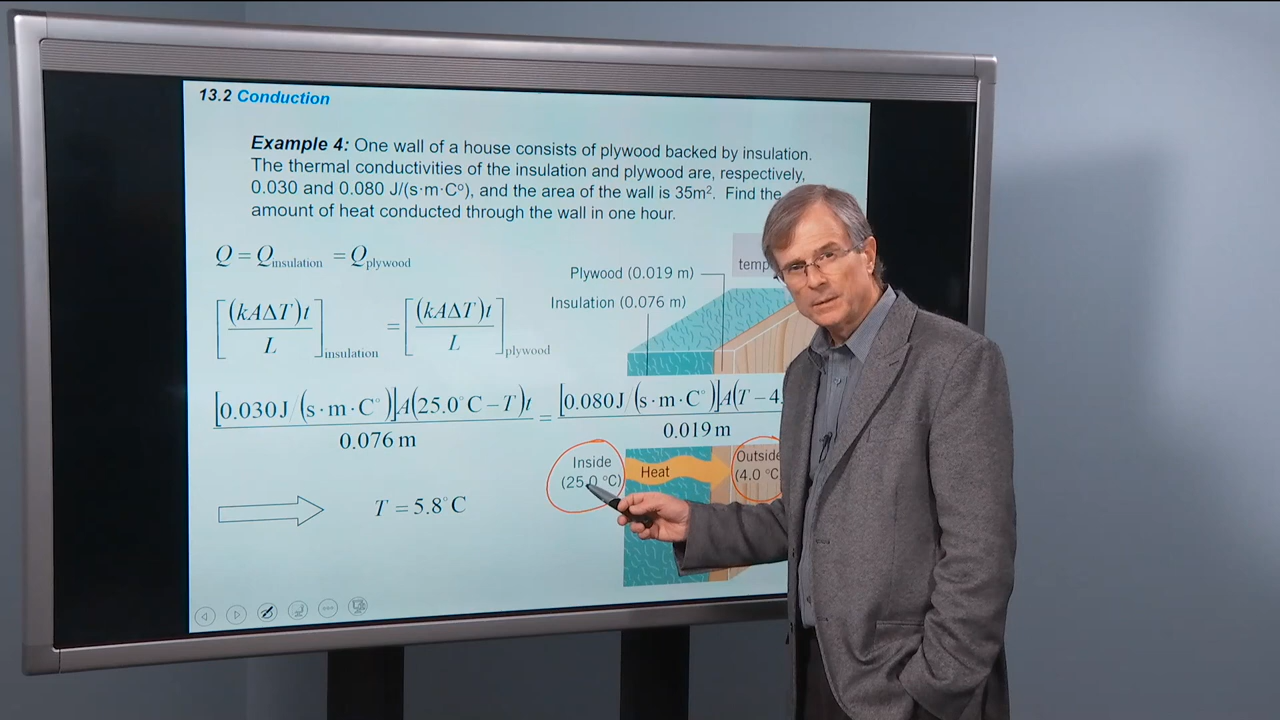 13.2 Conduction
Example 4: One wall of a house consists of plywood backed by insulation.
The thermal conductivities of the insulation and plywood are, respectively,
0.030 and 0.080 J/(s·m·C°), and the area of the wall is 35m². Find the
amount of heat conducted through the wall in one hour.
Q = Qinsulation = Qplywood
Plywood (0.019 m)
Insulation (0.076 m)
[(kAΔT)t / L]insulation = [(kAΔT)t / L]plywood
[0.030 J/(s·m·C°)]A(25.0°C − T)t / 0.076 m = [0.080 J/(s·m·C°)]A(T − 4. / 0.019 m
Inside
(25.0 °C)
Heat
Outside
(4.0 °C
T = 5.8°C